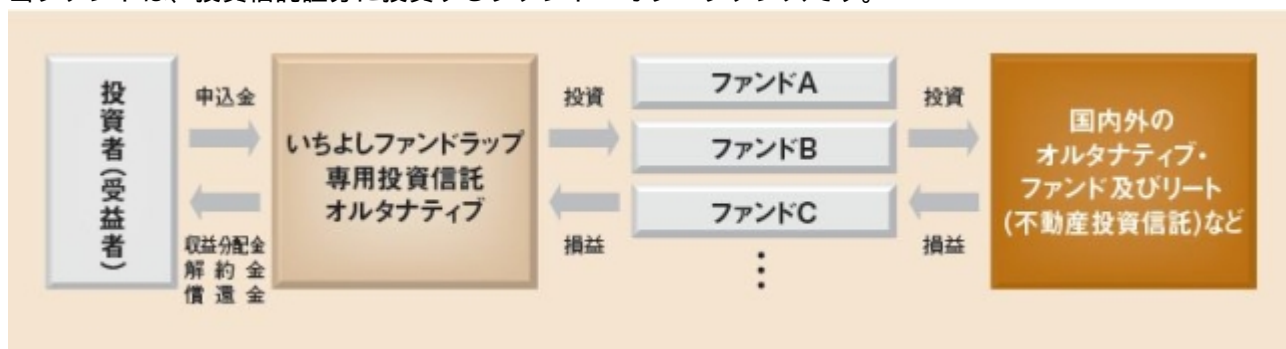 当ファンドは、投資信託証券に投資するファンド・オブ・ファンズです。
投資者(受益者)
申込金
収益分配金
解約金
償還金
いちよしファンドラップ
専用投資信託
オルタナティブ
投資
損益
ファンドA
ファンドB
ファンドC
⋮
投資
損益
国内外の
オルタナティブ・
ファンド及びリート
(不動産投資信託)など